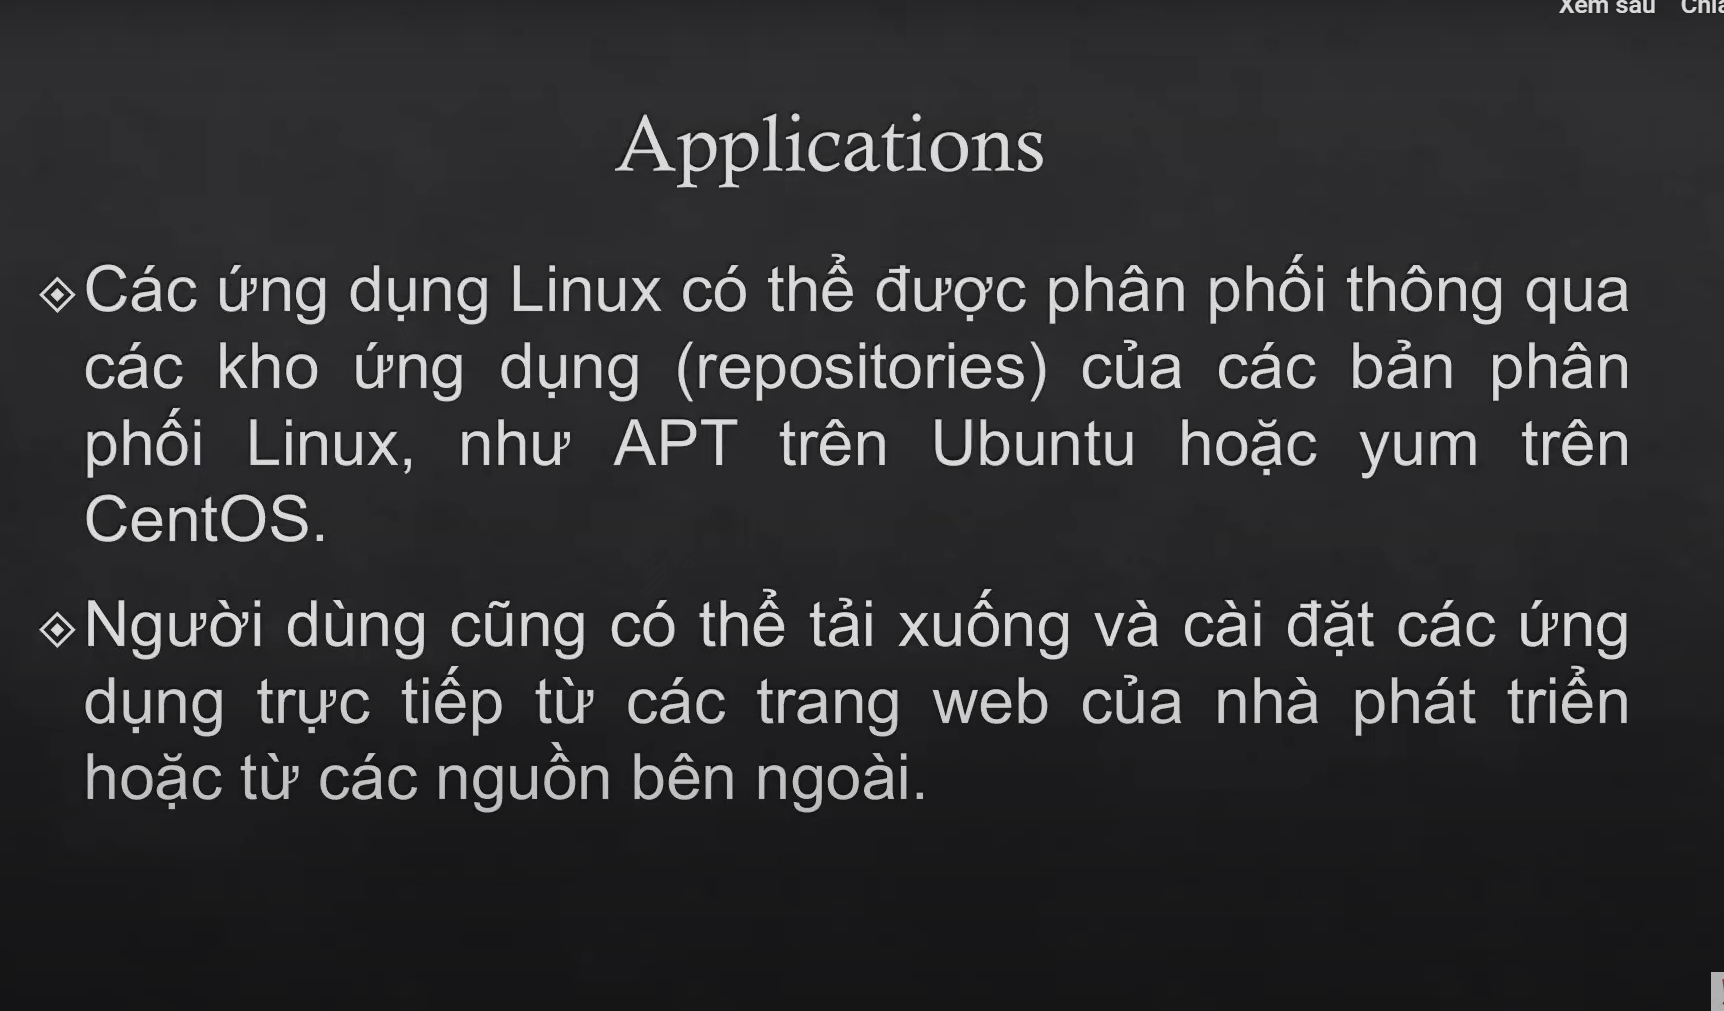 Xem sau
Applications
Các ứng dụng Linux có thể được phân phối thông qua
các kho ứng dụng (repositories) của các bản phân
phối Linux, như APT trên Ubuntu hoặc yum trên
CentOS.
Người dùng cũng có thể tải xuống và cài đặt các ứng
dụng trực tiếp từ các trang web của nhà phát triển
hoặc từ các nguồn bên ngoài.